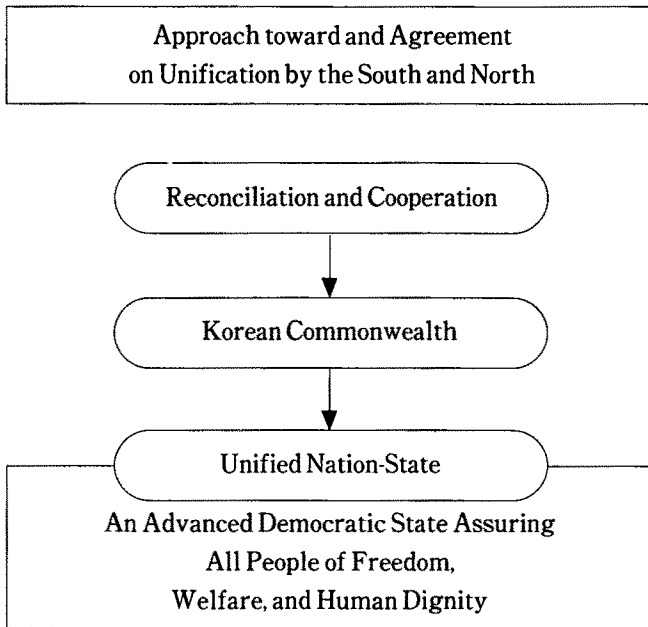 Approach toward and Agreement
on Unification by the South and North
Reconciliation and Cooperation
Korean Commonwealth
Unified Nation-State
An Advanced Democratic State Assuring
All People of Freedom,
Welfare, and Human Dignity